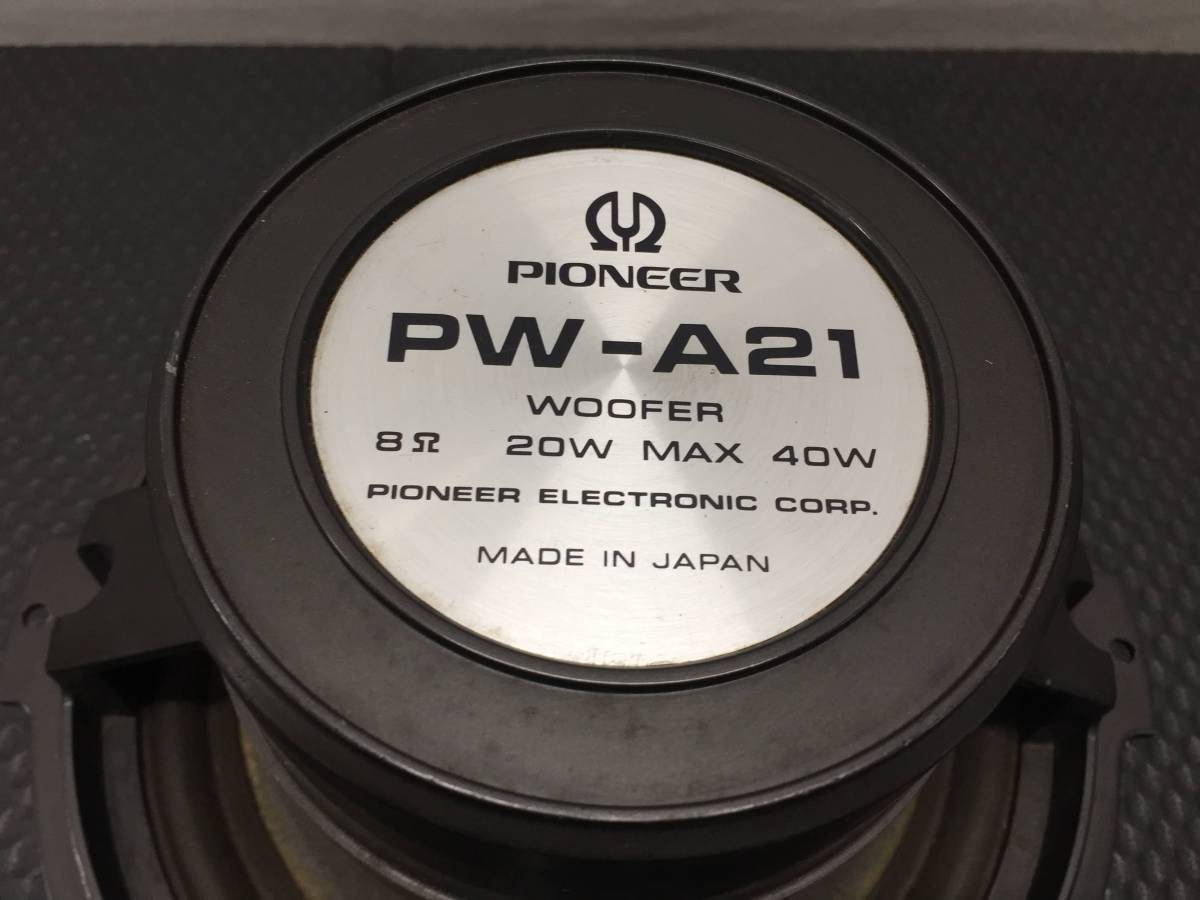 PIONEER
PW-A21
WOOFER
8Ω 20W MAX 40W
PIONEER ELECTRONIC CORP.
MADE IN JAPAN